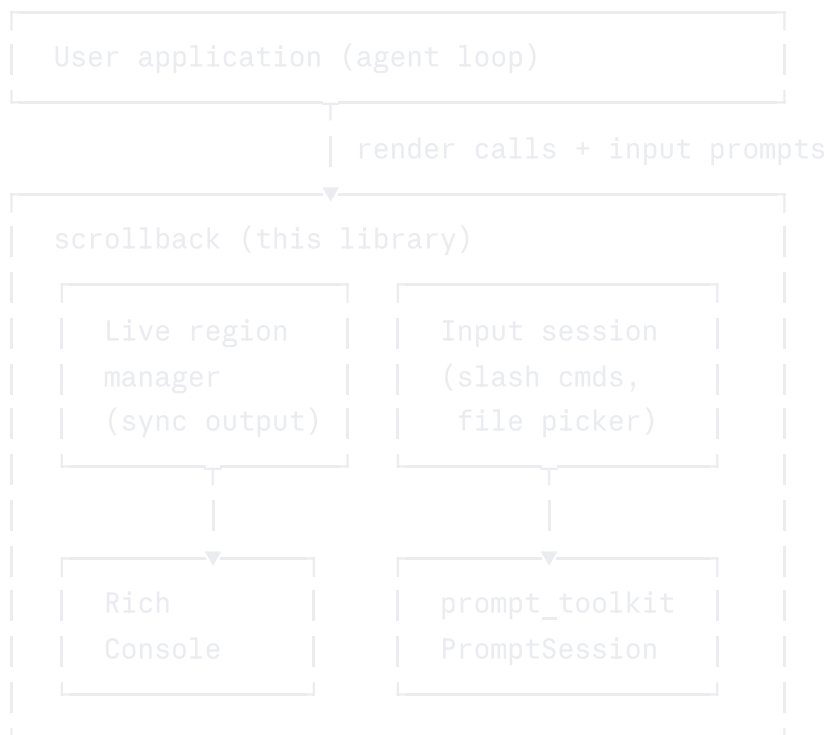 User application (agent loop)
render calls + input prompts
scrollback (this library)
Live region
manager
(sync output)
Input session
(slash cmds,
file picker)
Rich
Console
prompt_toolkit
PromptSession